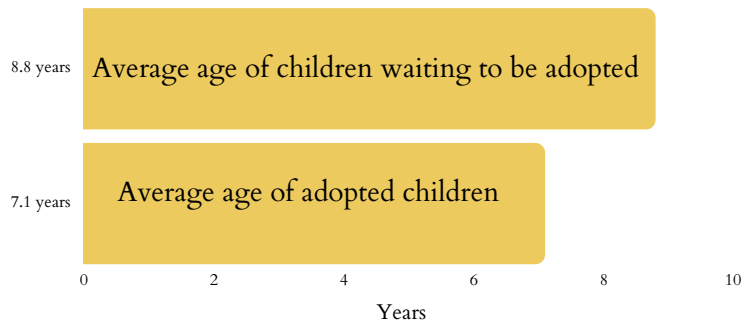 8.8 years
Average age of children waiting to be adopted
7.1 years
Average age of adopted children
0 2 4 6 8 10
Years